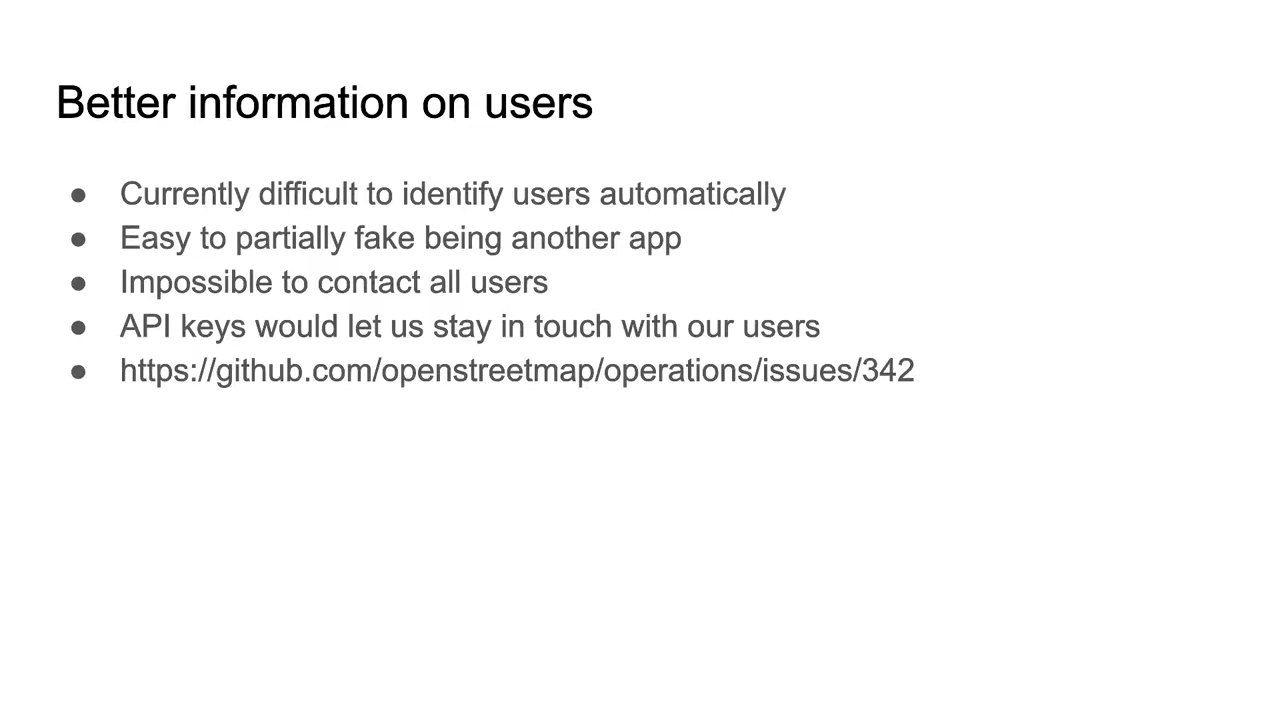 Better information on users
● Currently difficult to identify users automatically
● Easy to partially fake being another app
● Impossible to contact all users
● API keys would let us stay in touch with our users
● https://github.com/openstreetmap/operations/issues/342